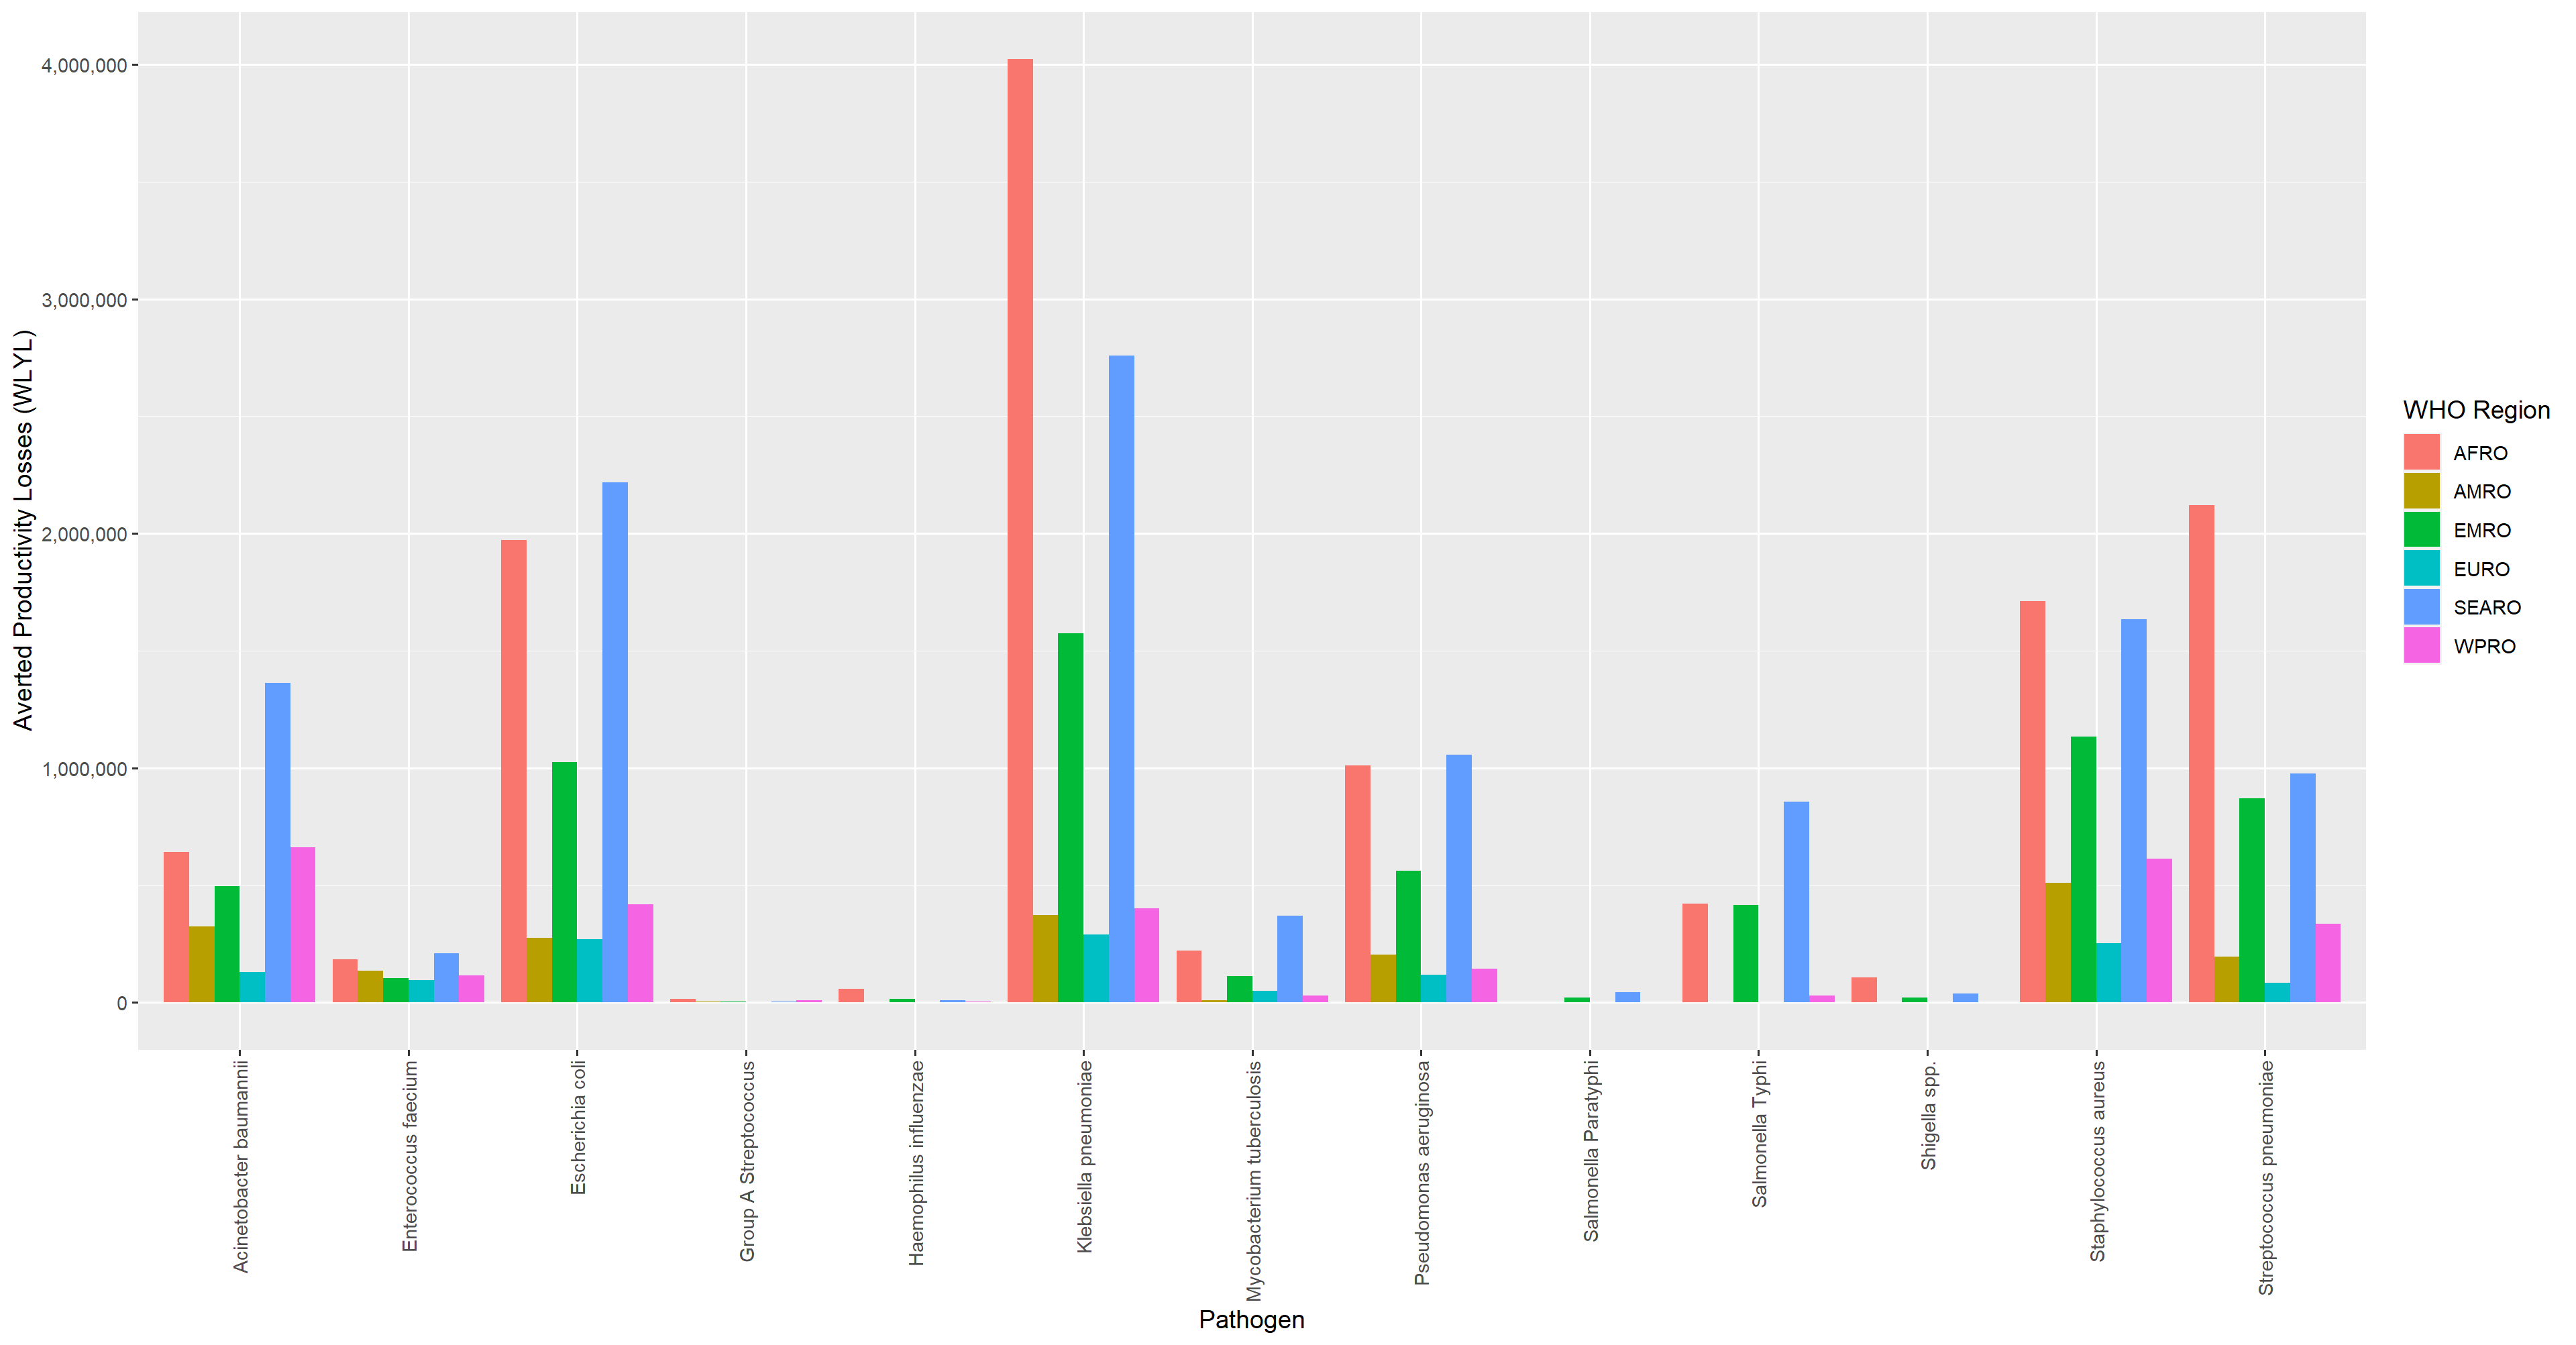 Averted Productivity Losses (WLYL)
4,000,000
3,000,000
2,000,000
1,000,000
0
Acinetobacter baumannii
Enterococcus faecium
Escherichia coli
Group A Streptococcus
Haemophilus influenzae
Klebsiella pneumoniae
Mycobacterium tuberculosis
Pseudomonas aeruginosa
Salmonella Paratyphi
Salmonella Typhi
Shigella spp.
Staphylococcus aureus
Streptococcus pneumoniae
Pathogen
WHO Region
AFRO
AMRO
EMRO
EURO
SEARO
WPRO